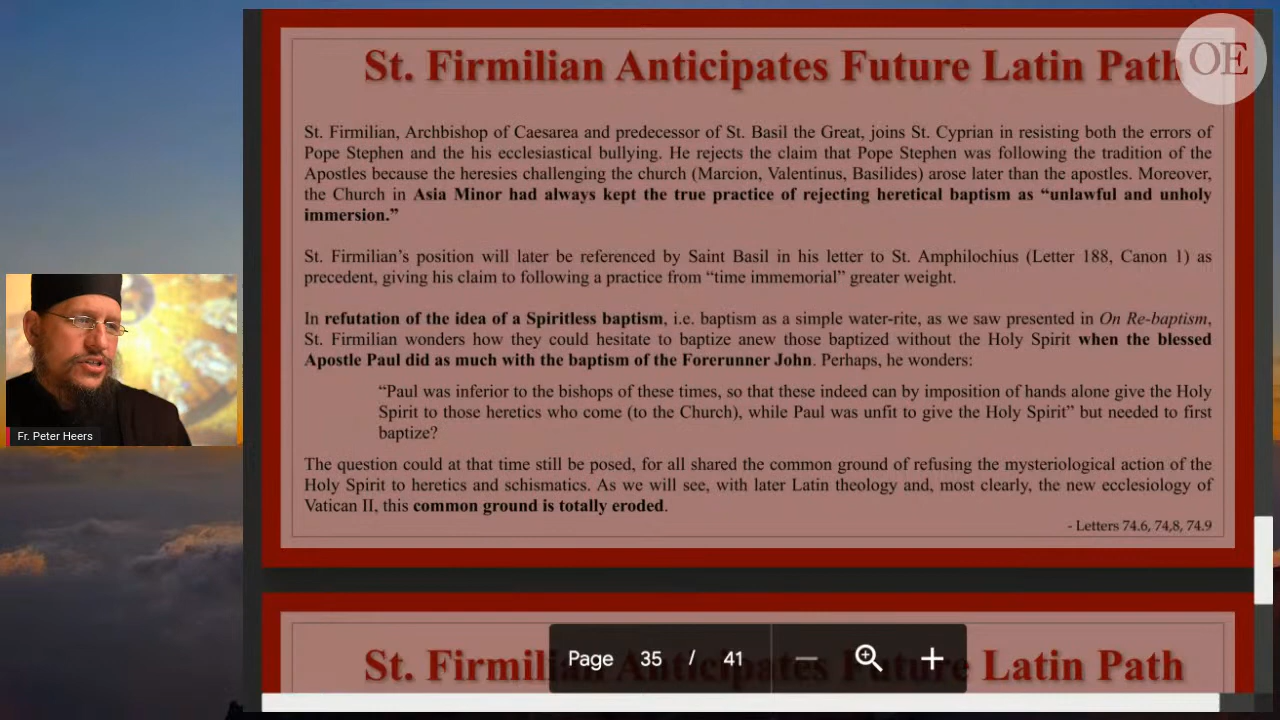 St. Firmilian Anticipates Future Latin Path
OE
St. Firmilian, Archbishop of Caesarea and predecessor of St. Basil the Great, joins St. Cyprian in resisting both the errors of
Pope Stephen and the his ecclesiastical bullying. He rejects the claim that Pope Stephen was following the tradition of the
Apostles because the heresies challenging the church (Marcion, Valentinus, Basilides) arose later than the apostles. Moreover,
the Church in Asia Minor had always kept the true practice of rejecting heretical baptism as “unlawful and unholy
immersion.”
St. Firmilian’s position will later be referenced by Saint Basil in his letter to St. Amphilochius (Letter 188, Canon 1) as
precedent, giving his claim to following a practice from “time immemorial” greater weight.
In refutation of the idea of a Spiritless baptism, i.e. baptism as a simple water-rite, as we saw presented in On Re-baptism,
St. Firmilian wonders how they could hesitate to baptize anew those baptized without the Holy Spirit when the blessed
Apostle Paul did as much with the baptism of the Forerunner John. Perhaps, he wonders:
“Paul was inferior to the bishops of these times, so that these indeed can by imposition of hands alone give the Holy
Spirit to those heretics who come (to the Church), while Paul was unfit to give the Holy Spirit” but needed to first
baptize?
The question could at that time still be posed, for all shared the common ground of refusing the mysteriological action of the
Holy Spirit to heretics and schismatics. As we will see, with later Latin theology and, most clearly, the new ecclesiology of
Vatican II, this common ground is totally eroded.
- Letters 74.6, 74,8, 74.9
Fr. Peter Heers
St. Firmilian Anticipates Future Latin Path
Page 35 / 41